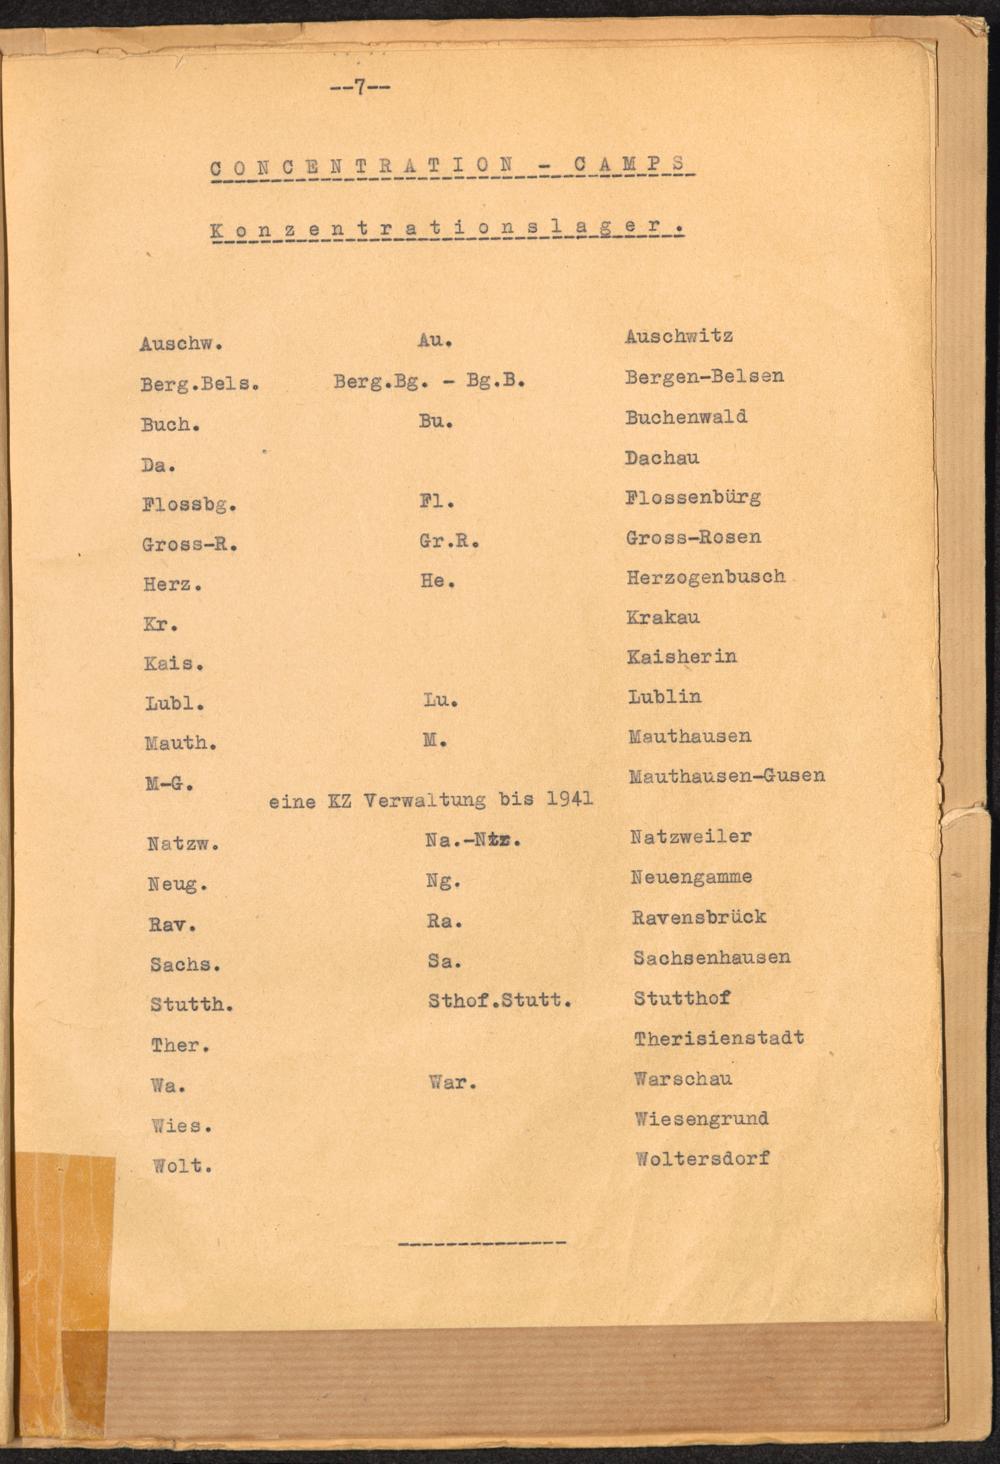 --7--
CONCENTRATION - CAMPS
Konzentrationslager.
Auschw. Au. Auschwitz
Berg.Bels. Berg.Bg. - Bg.B. Bergen-Belsen
Buch. Bu. Buchenwald
Da. Dachau
Flossbg. Fl. Flossenbürg
Gross-R. Gr.R. Gross-Rosen
Herz. He. Herzogenbusch
Kr. Krakau
Kais. Kaisherin
Lubl. Lu. Lublin
Mauth. M. Mauthausen
M-G. Mauthausen-Gusen
eine KZ Verwaltung bis 1941
Natzw. Natzweiler
Neug. Ng. Neuengamme
Rav. Ra. Ravensbrück
Sachs. Sa. Sachsenhausen
Stutth. Sthof.Stutt. Stutthof
Ther. Therisienstadt
Wa. War. Warschau
Wies. Wiesengrund
Wolt. Woltersdorf